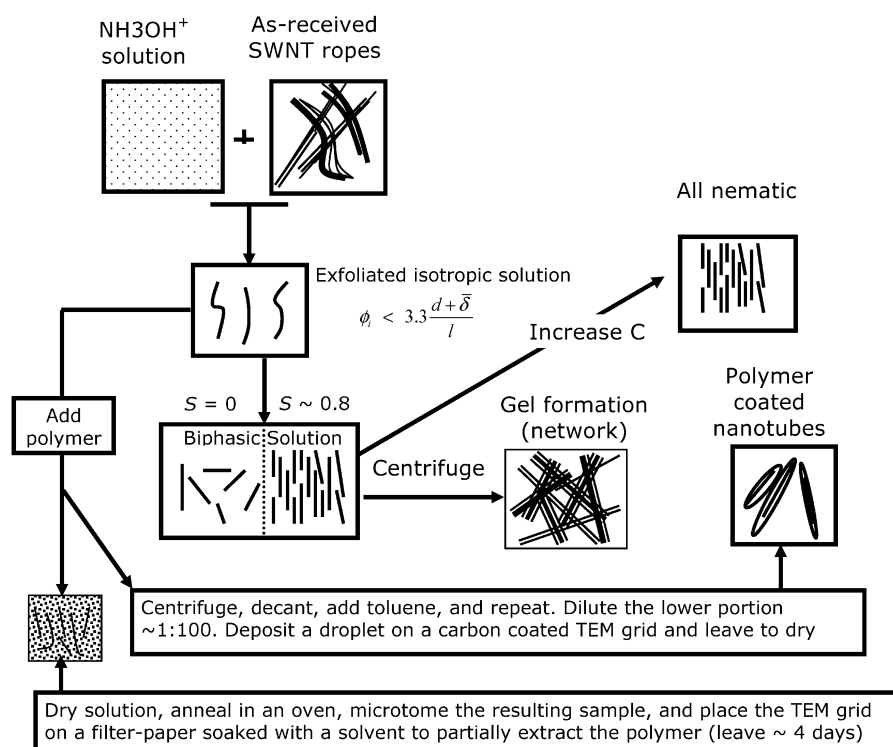 NH3OH+
solution
As-received
SWNT ropes
+
All nematic
Exfoliated isotropic solution
ϕi < 3.3 (d + δ̅) / l
Increase C
S = 0
S ~ 0.8
Biphasic Solution
Add
polymer
Centrifuge
Gel formation
(network)
Polymer
coated
nanotubes
Centrifuge, decant, add toluene, and repeat. Dilute the lower portion
~1:100. Deposit a droplet on a carbon coated TEM grid and leave to dry
Dry solution, anneal in an oven, microtome the resulting sample, and place the TEM grid
on a filter-paper soaked with a solvent to partially extract the polymer (leave ~ 4 days)